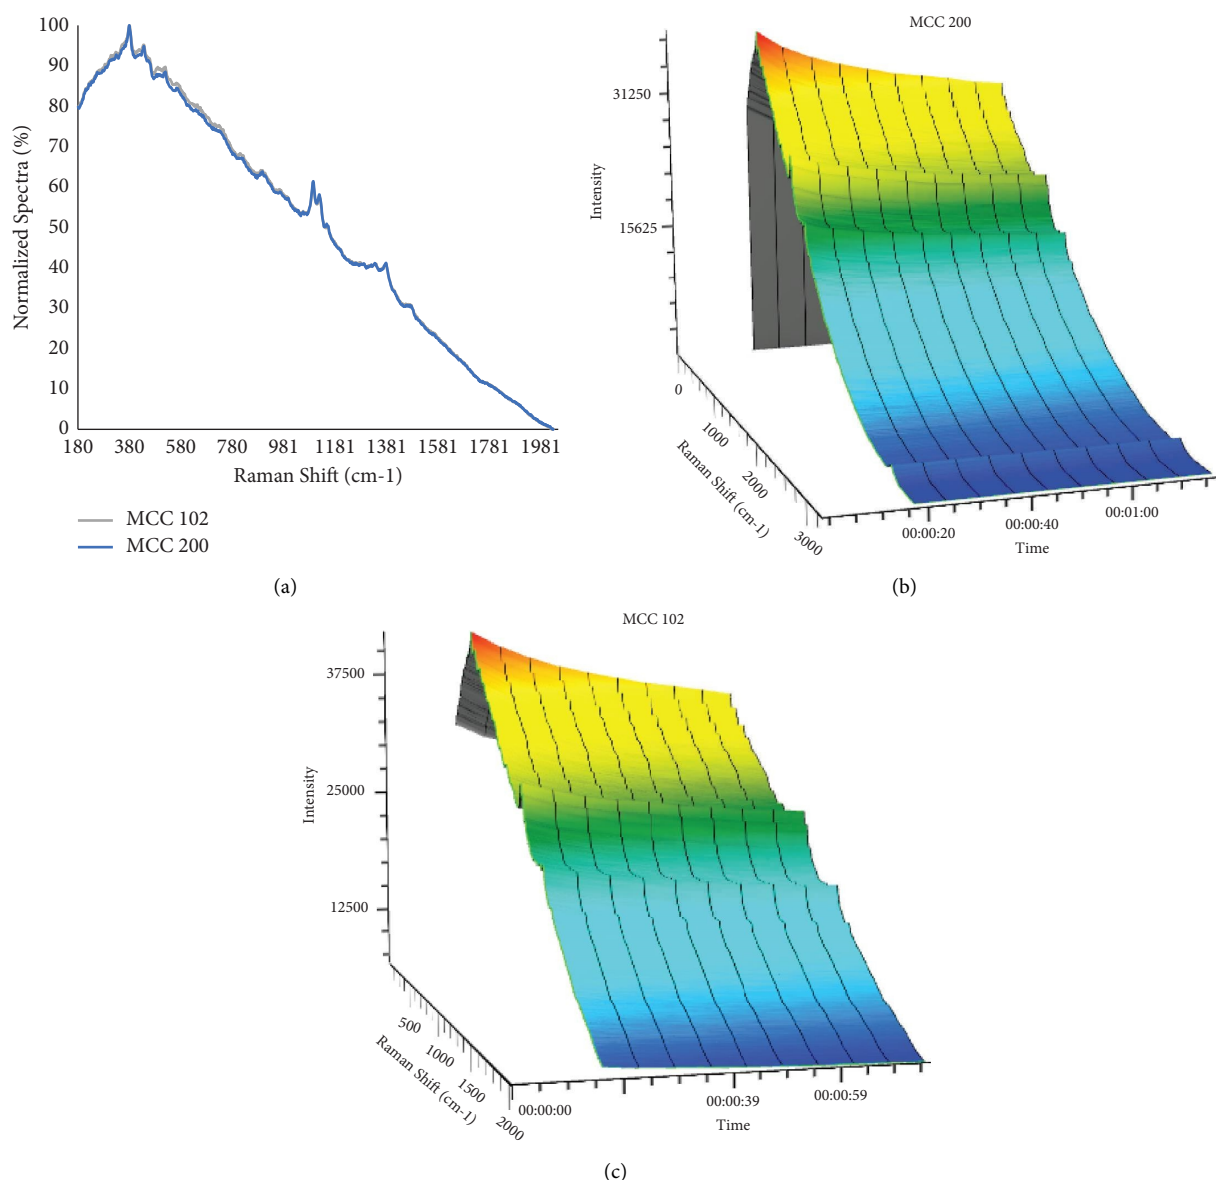 100
90
80
70
60
50
40
30
20
10
0
Normalized Spectra (%)
180 380 580 780 981 1181 1381 1581 1781 1981
Raman Shift (cm-1)
MCC 102
MCC 200
(a)
MCC 200
31250
15625
Intensity
0
1000
2000
3000
Raman Shift (cm-1)
00:00:20 00:00:40 00:01:00
Time
(b)
MCC 102
37500
25000
12500
Intensity
500
1000
1500
2000
Raman Shift (cm-1)
00:00:00 00:00:39 00:00:59
Time
(c)